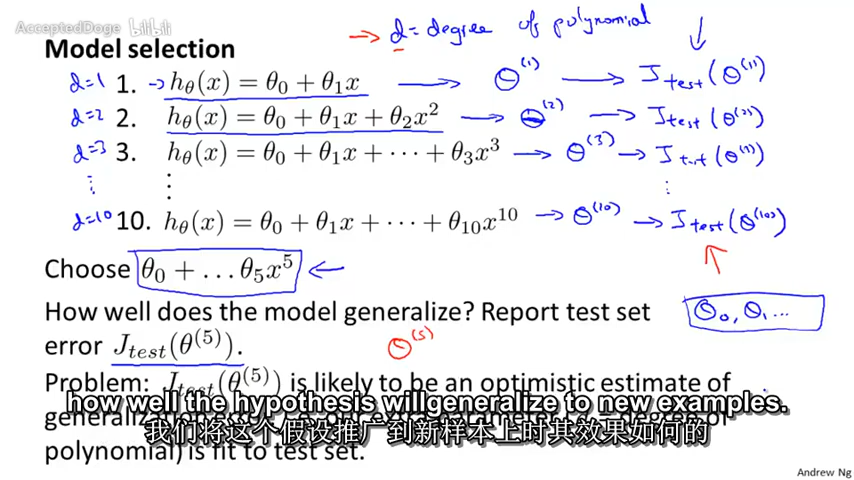 AcceptedDoge bilibili
→ d = degree of polynomial
Model selection
d=1 1. → hθ(x) = θ0 + θ1x → Θ(1) → Jtest(Θ(1))
d=2 2. hθ(x) = θ0 + θ1x + θ2x² → Θ(2) → Jtest(Θ(2))
d=3 3. hθ(x) = θ0 + θ1x + ⋯ + θ3x³ → Θ(3) → Jtest(Θ(3))
⋮ ⋮ ⋮
d=10 10. hθ(x) = θ0 + θ1x + ⋯ + θ10x¹⁰ → Θ(10) → Jtest(Θ(10))
Choose θ0 + … θ5x⁵ ←
How well does the model generalize? Report test set
Θ0, Θ1 ...
error Jtest(θ(5)). Θ(5)
Problem: Jtest(θ(5)) is likely to be an optimistic estimate of
how well the hypothesis willgeneralize to new examples.
我们将这个假设推广到新样本上时其效果如何的
polynomial) is fit to test set.
Andrew Ng